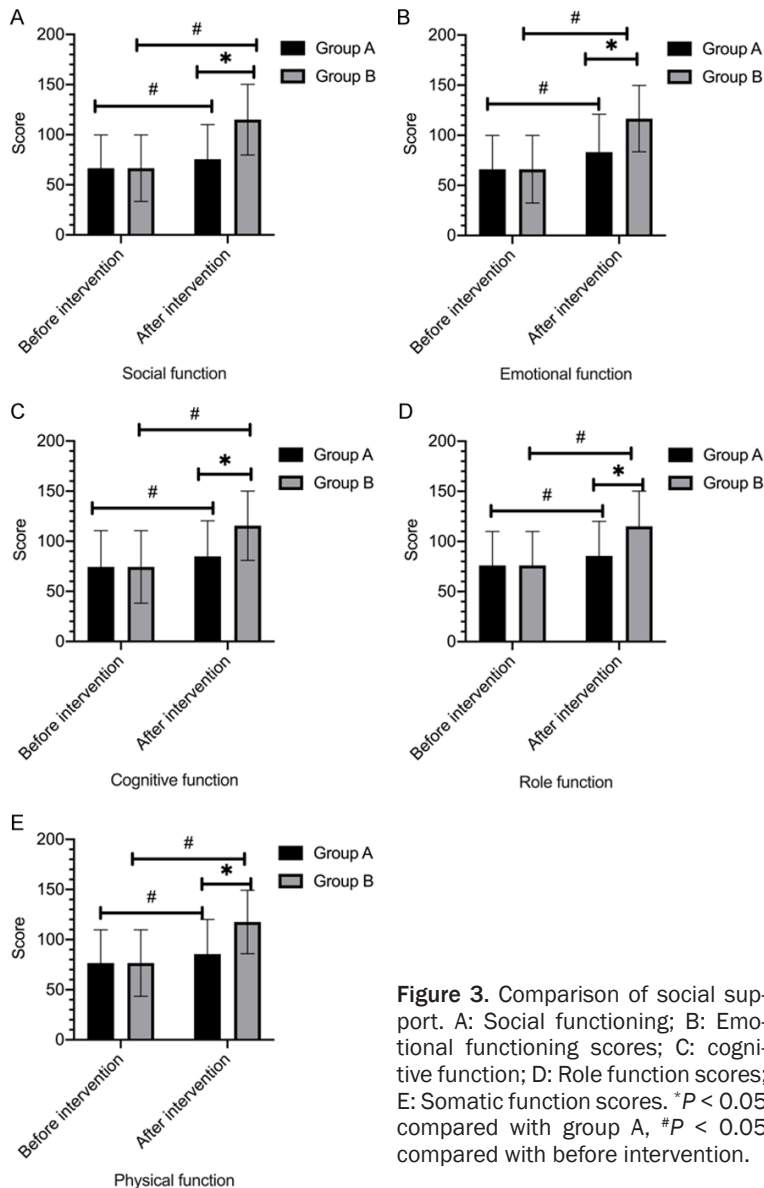 A
200
150
100
50
0
Score
#
#
*
Group A
Group B
Before intervention
After intervention
Social function
B
200
150
100
50
0
Score
#
#
*
Group A
Group B
Before intervention
After intervention
Emotional function
C
200
150
100
50
0
Score
#
#
*
Group A
Group B
Before intervention
After intervention
Cognitive function
D
200
150
100
50
0
Score
#
#
*
Group A
Group B
Before intervention
After intervention
Role function
E
200
150
100
50
0
Score
#
#
*
Group A
Group B
Before intervention
After intervention
Physical function
Figure 3. Comparison of social sup-
port. A: Social functioning; B: Emo-
tional functioning scores; C: cogni-
tive function; D: Role function scores;
E: Somatic function scores. *P < 0.05
compared with group A, #P < 0.05
compared with before intervention.